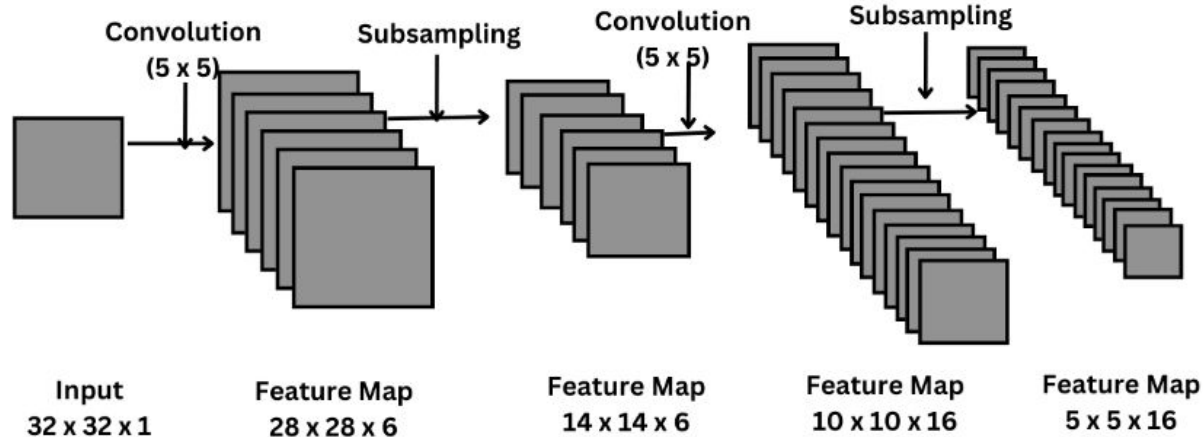 Convolution
(5 x 5)
Subsampling
Convolution
(5 x 5)
Subsampling
Input
32 x 32 x 1
Feature Map
28 x 28 x 6
Feature Map
14 x 14 x 6
Feature Map
10 x 10 x 16
Feature Map
5 x 5 x 16